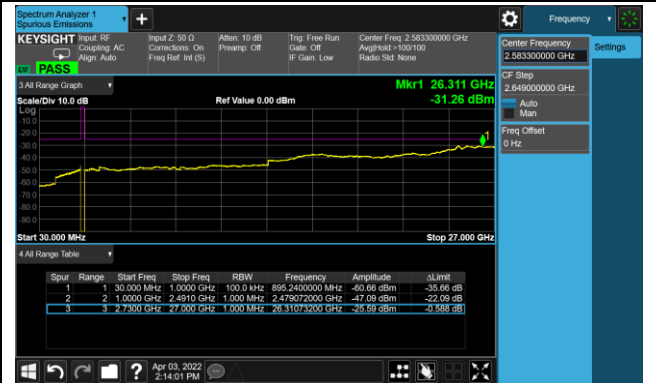 Spectrum Analyzer 1
Spurious Emissions
Frequency
KEYSIGHT
Input: RF
Coupling: AC
Align: Auto
Input Z: 50 Ω
Corrections: On
Freq Ref: Int (S)
Atten: 10 dB
Preamp: Off
Trig: Free Run
Gate: Off
IF Gain: Low
Center Freq: 2.583300000 GHz
Avg|Hold:>100/100
Radio Std: None
PASS
Center Frequency
2.583300000 GHz
Settings
CF Step
2.649000000 GHz
Auto
Man
Freq Offset
0 Hz
3 All Range Graph
Mkr1 26.311 GHz
Scale/Div 10.0 dB
Ref Value 0.00 dBm
-31.26 dBm
Log
-10.0
-20.0
-30.0
-40.0
-50.0
-60.0
-70.0
-80.0
-90.0
1
Start 30.000 MHz
Stop 27.000 GHz
4 All Range Table
Spur Range Start Freq Stop Freq RBW Frequency Amplitude ΔLimit
1 1 30.000 MHz 1.0000 GHz 100.0 kHz 895.2400000 MHz -60.66 dBm -35.66 dB
2 2 1.0000 GHz 2.4910 GHz 1.000 MHz 2.479072000 GHz -47.09 dBm -22.09 dB
3 3 2.7300 GHz 27.000 GHz 1.000 MHz 26.31073200 GHz -25.59 dBm -0.588 dB
Apr 03, 2022
2:14:01 PM